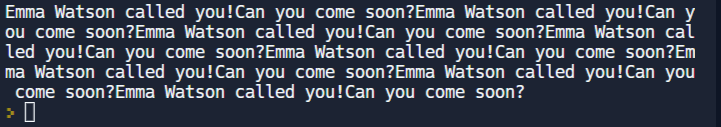 Emma Watson called you!Can you come soon?Emma Watson called you!Can y
ou come soon?Emma Watson called you!Can you come soon?Emma Watson cal
led you!Can you come soon?Emma Watson called you!Can you come soon?Em
ma Watson called you!Can you come soon?Emma Watson called you!Can you
 come soon?Emma Watson called you!Can you come soon?
>